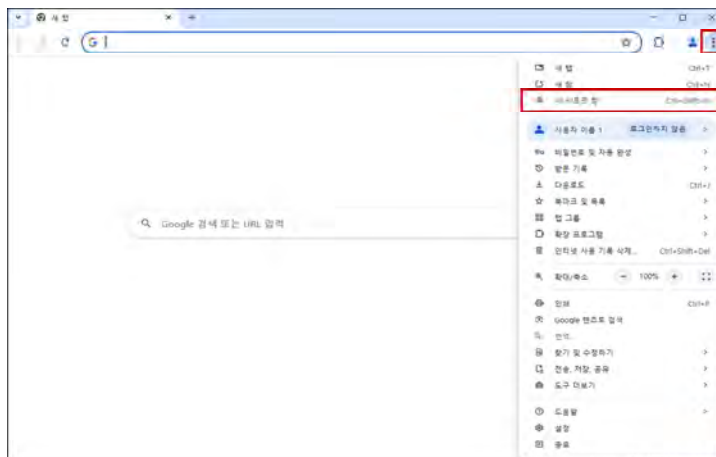 새 탭
Google 검색 또는 URL 입력
새 탭 Ctrl+T
새 창 Ctrl+N
사용자 이름 1 로그인하지 않음
비밀번호 및 자동 완성
방문 기록
다운로드 Ctrl+J
북마크 및 목록
탭 그룹
확장 프로그램
인터넷 사용 기록 삭제... Ctrl+Shift+Del
확대/축소 - 100% +
인쇄 Ctrl+P
Google 렌즈로 검색
번역...
찾기 및 수정하기
전송, 저장, 공유
도구 더보기
도움말
설정
종료